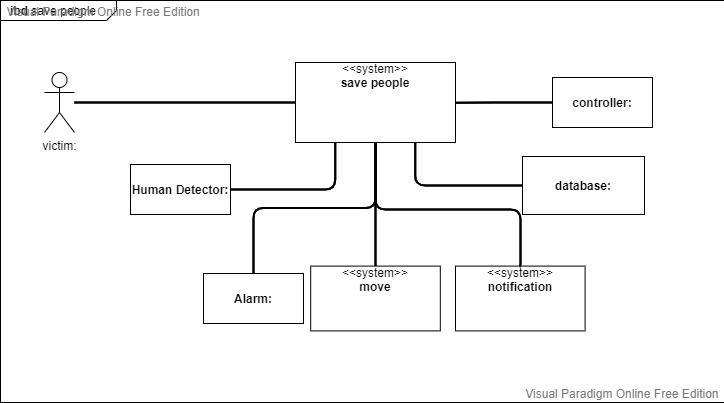 ibd save people
Visual Paradigm Online Free Edition
<<system>>
save people
controller:
victim:
Human Detector:
database:
<<system>>
move
<<system>>
notification
Alarm:
Visual Paradigm Online Free Edition